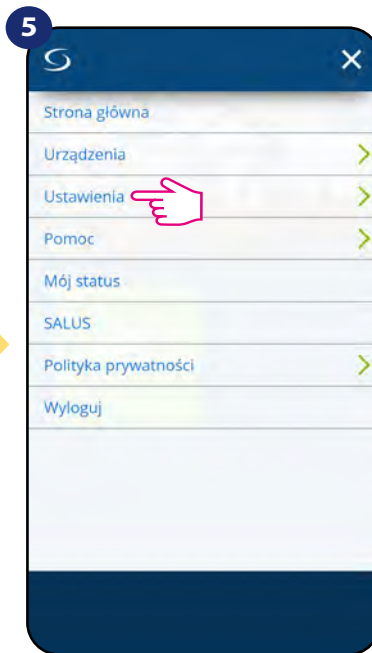 5
Strona główna
Urządzenia
Ustawienia
Pomoc
Mój status
SALUS
Polityka prywatności
Wyloguj